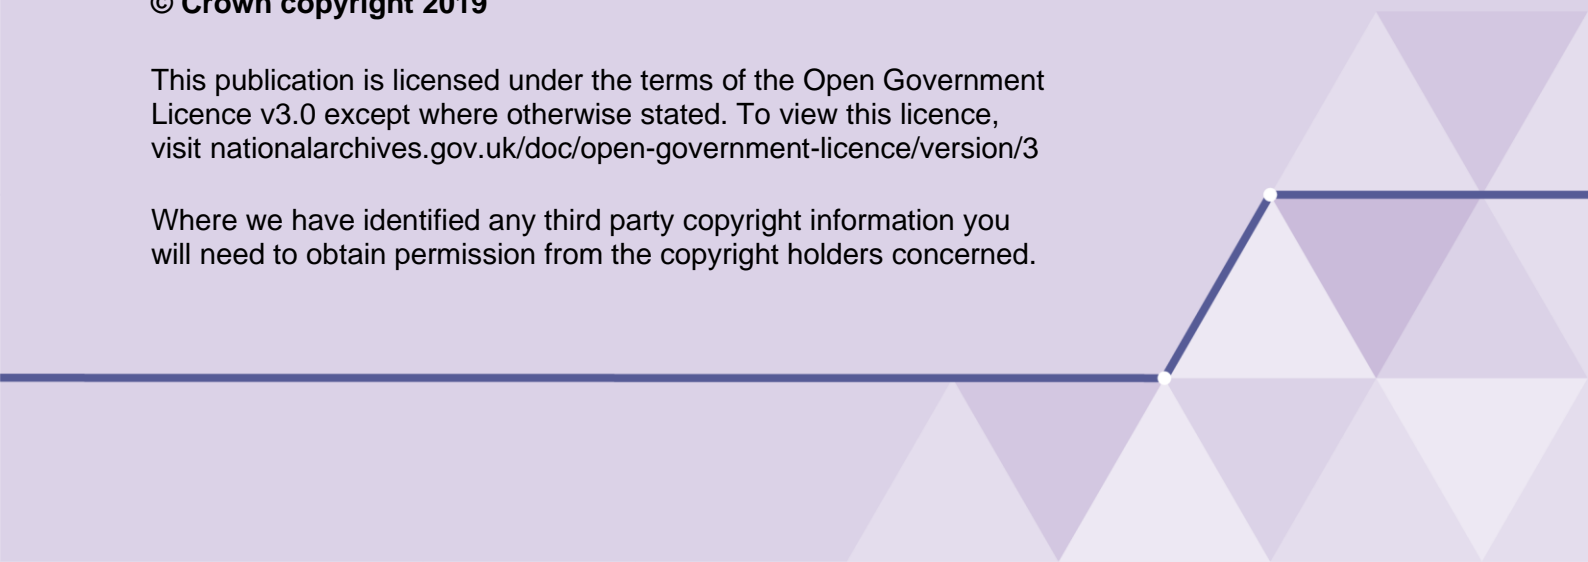 © Crown copyright 2019
This publication is licensed under the terms of the Open Government
Licence v3.0 except where otherwise stated. To view this licence,
visit nationalarchives.gov.uk/doc/open-government-licence/version/3
Where we have identified any third party copyright information you
will need to obtain permission from the copyright holders concerned.